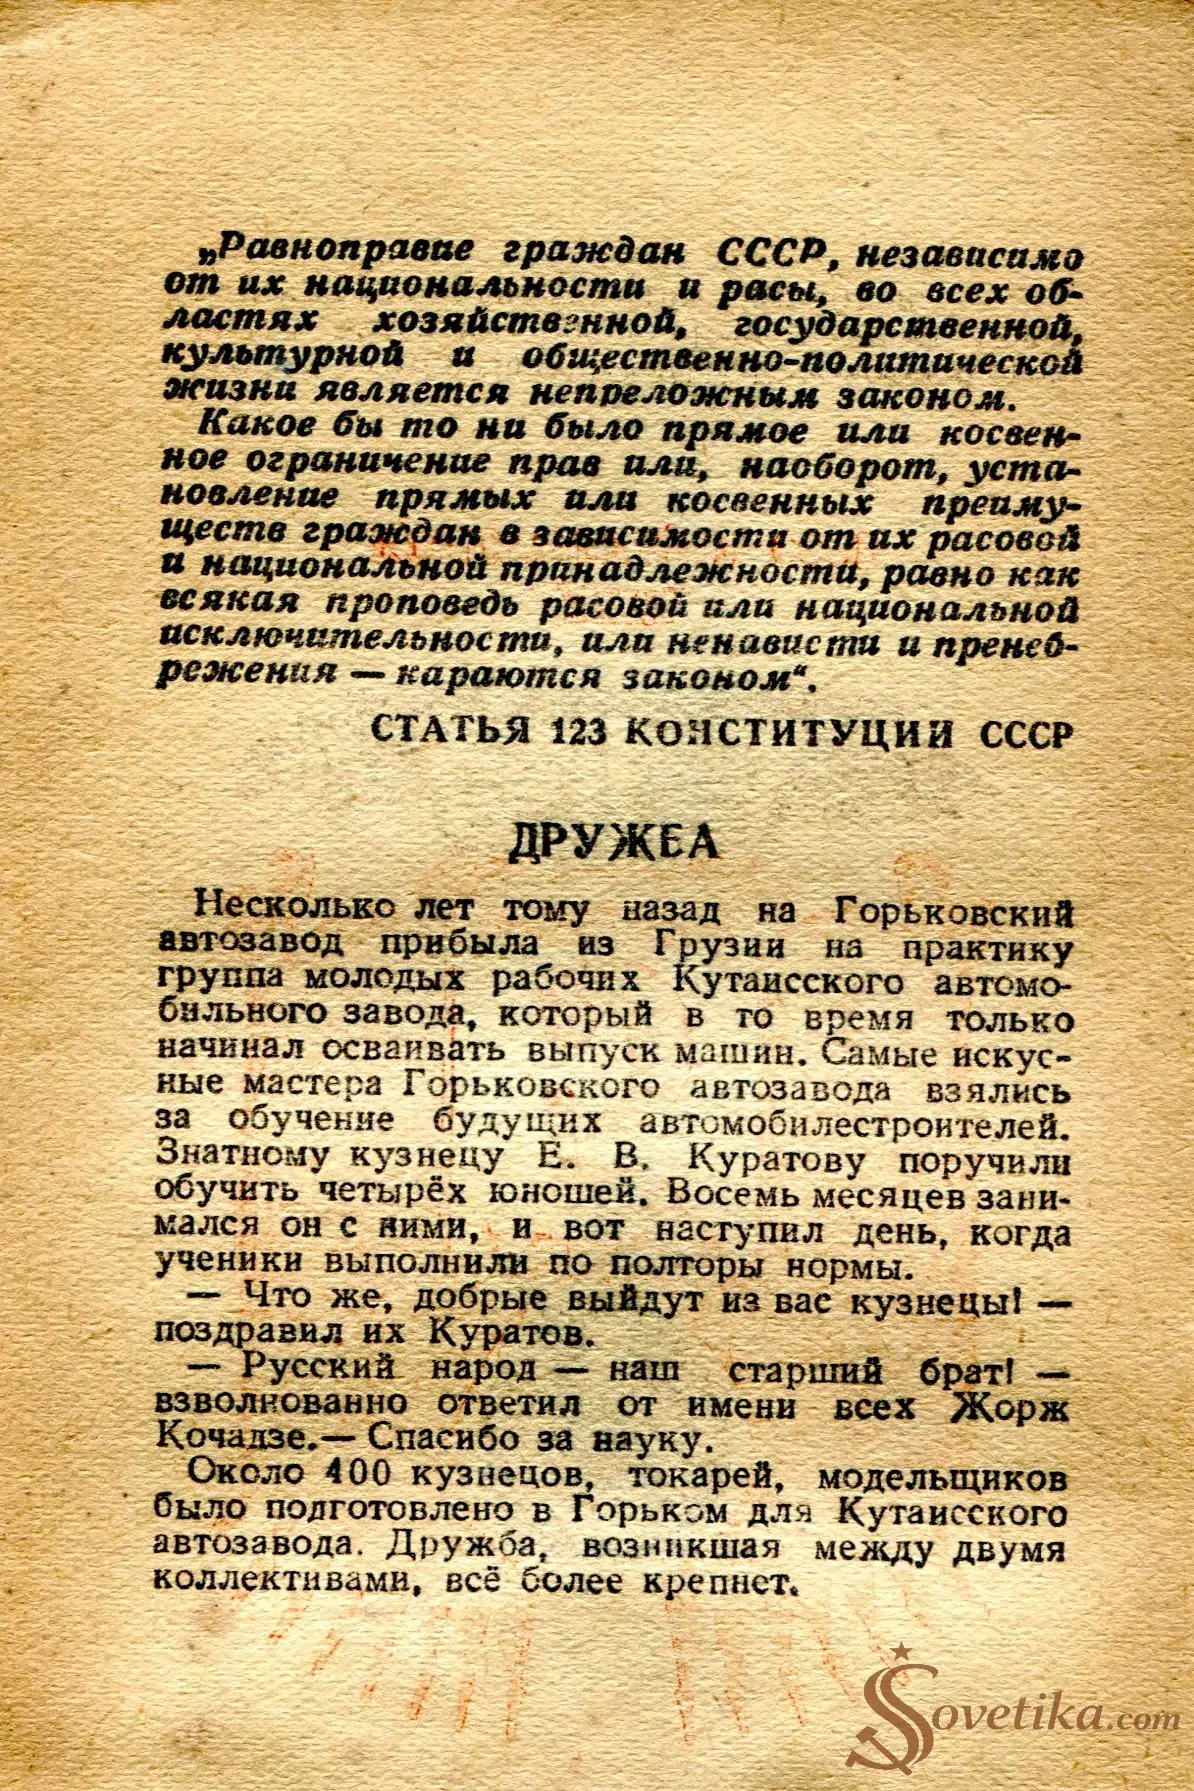 „Равноправие граждан СССР, независимо
от их национальности и расы, во всех об-
ластях хозяйственной, государственной,
культурной и общественно-политической
жизни является непреложным законом.
Какое бы то ни было прямое или косвен-
ное ограничение прав или, наоборот, уста-
новление прямых или косвенных преиму-
ществ граждан в зависимости от их расовой
и национальной принадлежности, равно как
всякая проповедь расовой или национальной
исключительности, или ненависти и пренеб-
режения — караются законом“.
СТАТЬЯ 123 КОНСТИТУЦИИ СССР
ДРУЖБА
Несколько лет тому назад на Горьковский
автозавод прибыла из Грузии на практику
группа молодых рабочих Кутаисского автомо-
бильного завода, который в то время только
начинал осваивать выпуск машин. Самые искус-
ные мастера Горьковского автозавода взялись
за обучение будущих автомобилестроителей.
Знатному кузнецу Е. В. Куратову поручили
обучить четырёх юношей. Восемь месяцев зани-
мался он с ними, и вот наступил день, когда
ученики выполнили по полторы нормы.
— Что же, добрые выйдут из вас кузнецы! —
поздравил их Куратов.
— Русский народ — наш старший брат! —
взволнованно ответил от имени всех Жорж
Кочадзе.— Спасибо за науку.
Около 400 кузнецов, токарей, модельщиков
было подготовлено в Горьком для Кутаисского
автозавода. Дружба, возникшая между двумя
коллективами, всё более крепнет.
Sovetika.com